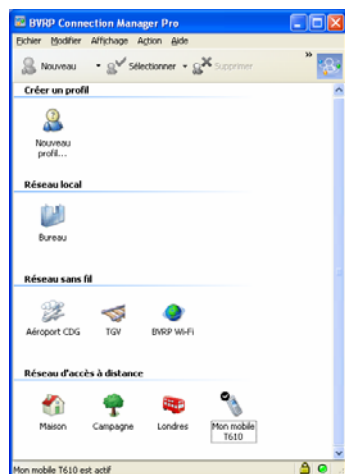 BVRP Connection Manager Pro
Fichier Modifier Affichage Action Aide
Nouveau Sélectionner Supprimer
Créer un profil
Nouveau
profil...
Réseau local
Bureau
Réseau sans fil
Aéroport CDG TGV BVRP Wi-Fi
Réseau d'accès à distance
Maison Campagne Londres Mon mobile
T610
Mon mobile T610 est actif